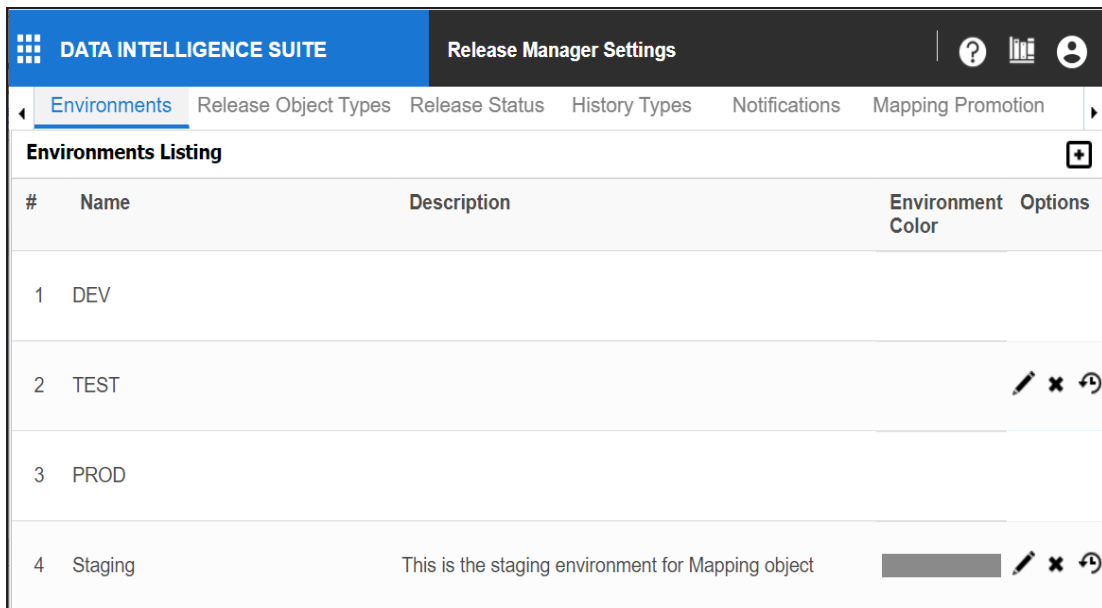 DATA INTELLIGENCE SUITE Release Manager Settings
Environments Release Object Types Release Status History Types Notifications Mapping Promotion
Environments Listing
# Name Description Environment Color Options
1 DEV
2 TEST
3 PROD
4 Staging This is the staging environment for Mapping object